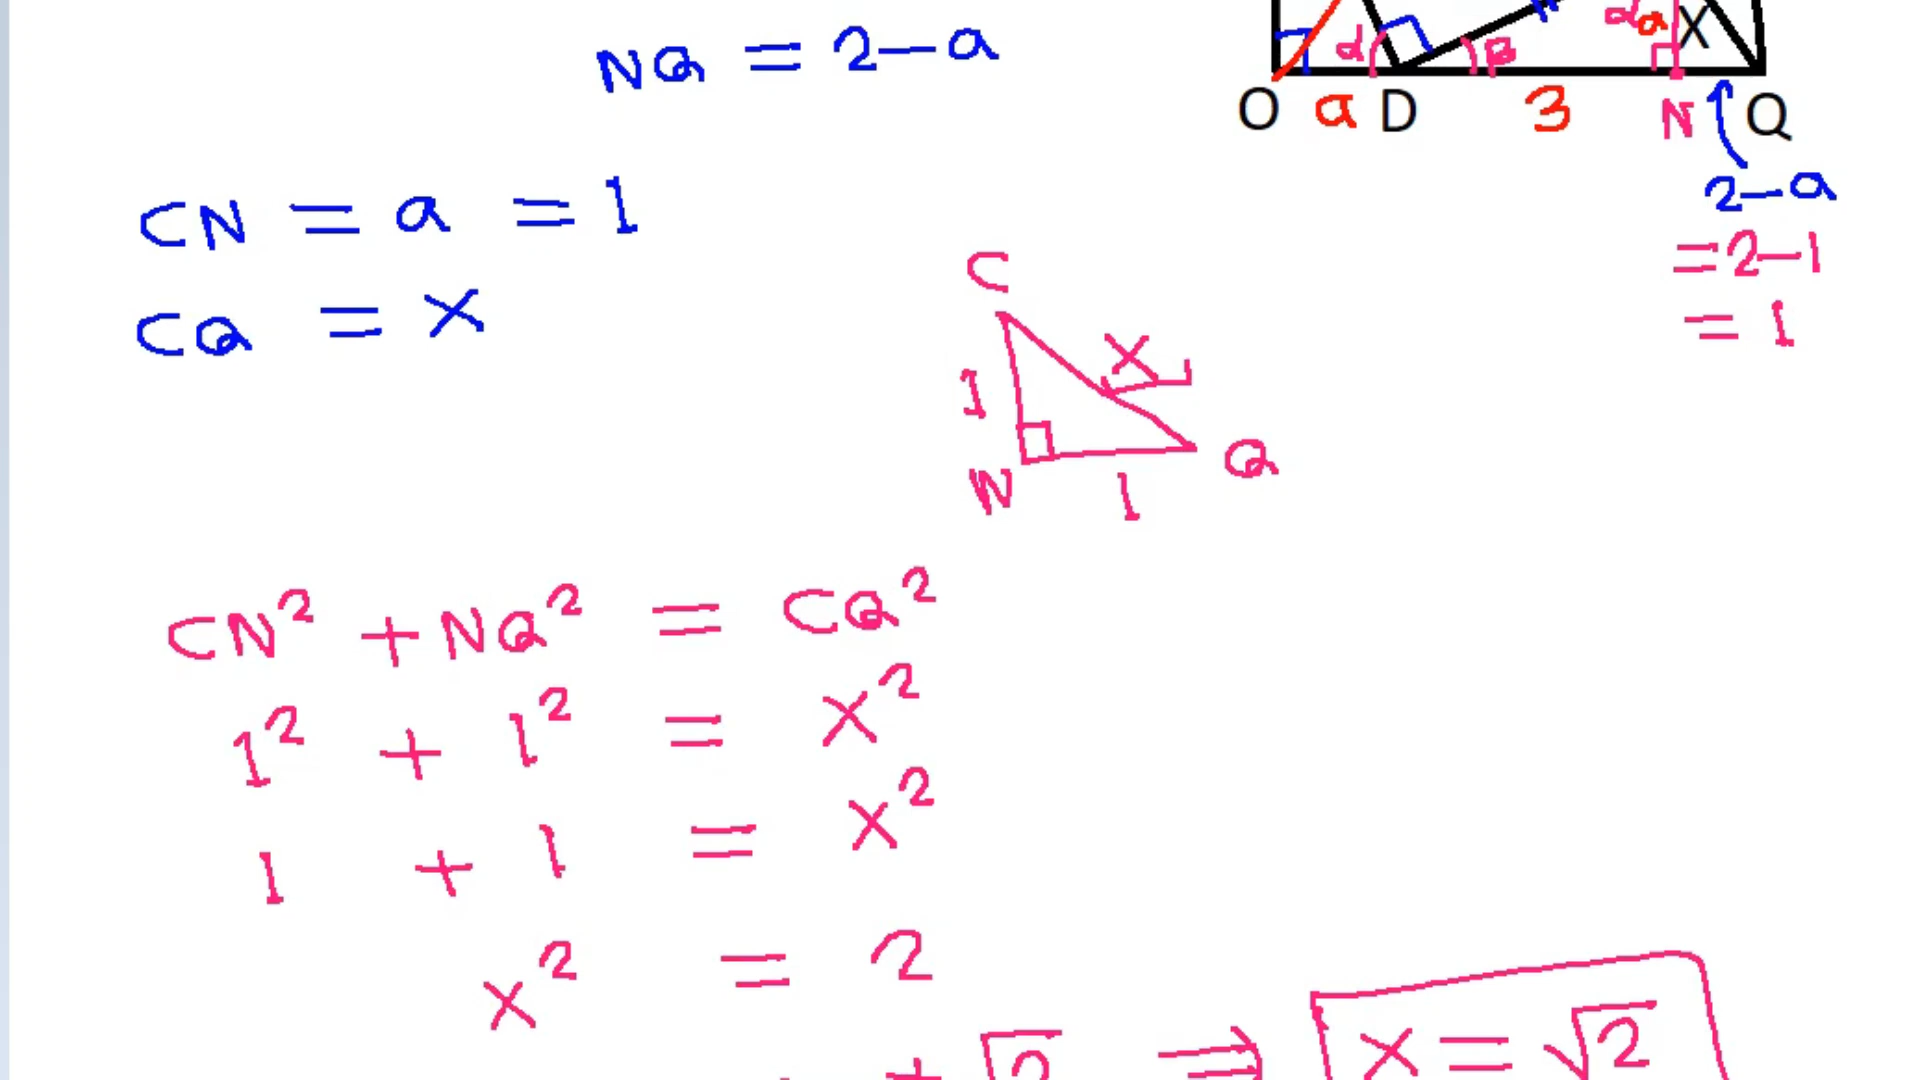 NQ = 2-a
α
β
α
a
X
O a D 3 N Q
2-a
=2-1
= 1
CN = a = 1
CQ = x
C
x
1
N
1
Q
CN² + NQ² = CQ²
1² + 1² = x²
1 + 1 = x²
x² = 2
⇒ x = √2